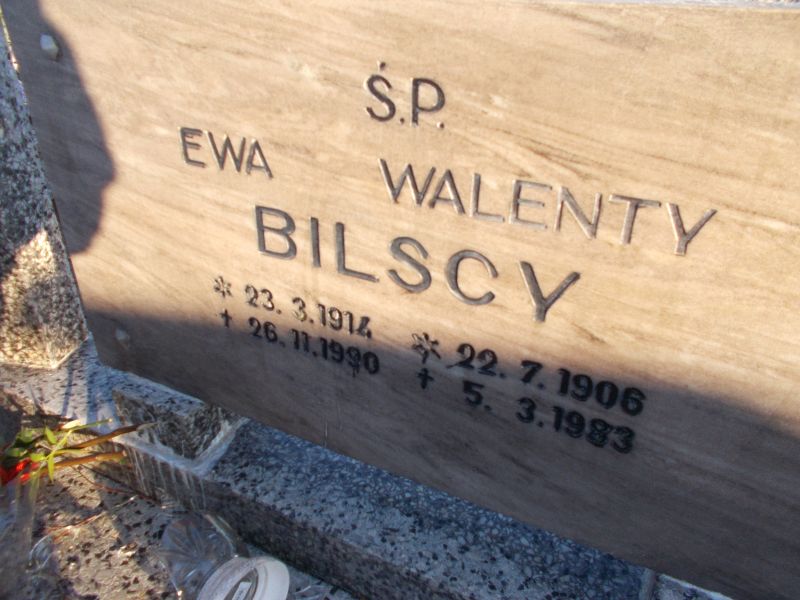 Ś.P.
EWA WALENTY
BILSCY
* 23. 3.1914 * 22. 7.1906
† 26.11.1990 † 5. 3.1983